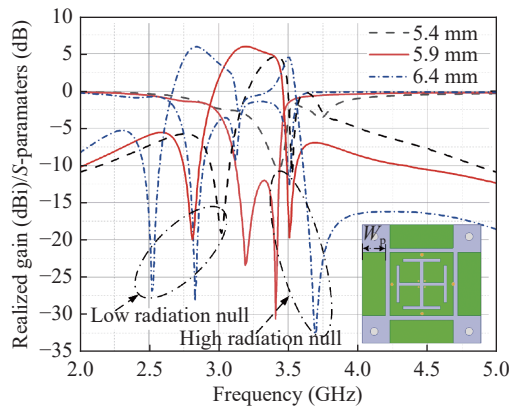 Realized gain (dBi)/S-paramaters (dB)
10
5
0
−5
−10
−15
−20
−25
−30
−35
5.4 mm
5.9 mm
6.4 mm
Wp
Low radiation null
High radiation null
2.0 2.5 3.0 3.5 4.0 4.5 5.0
Frequency (GHz)